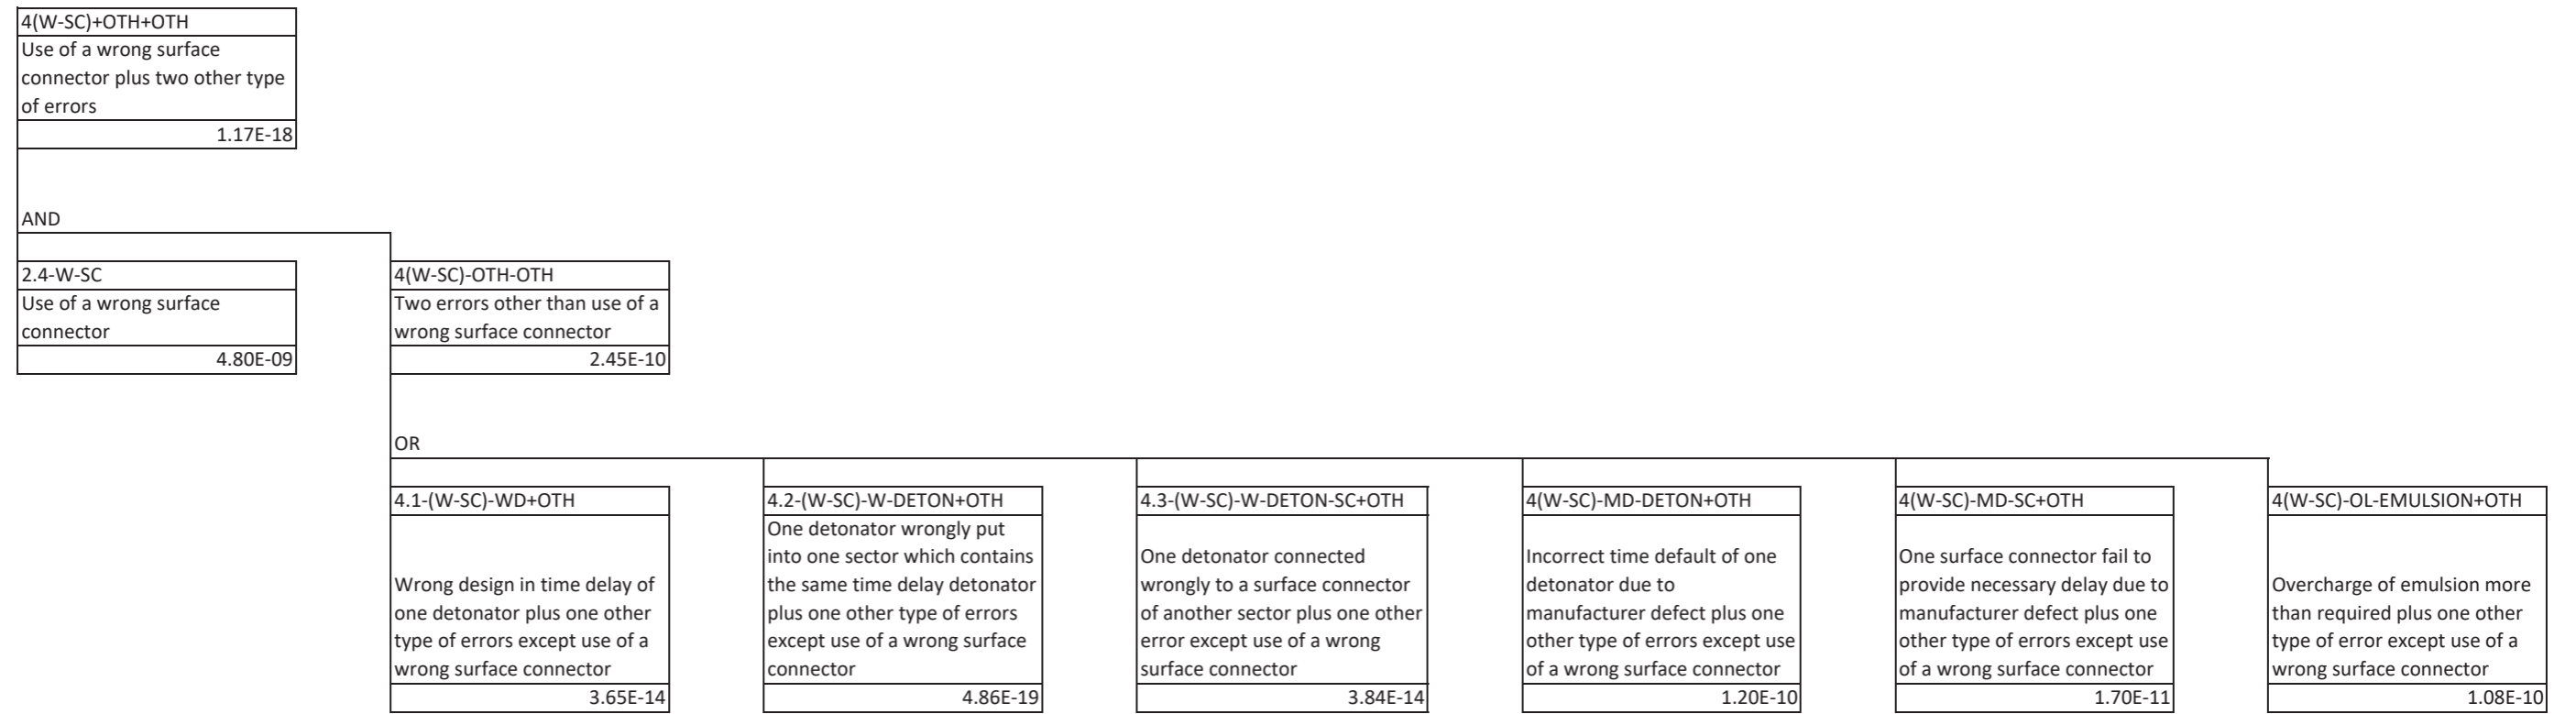 4(W-SC)+OTH+OTH
Use of a wrong surface
connector plus two other type
of errors
1.17E-18
AND
2.4-W-SC
Use of a wrong surface
connector
4.80E-09
4(W-SC)-OTH-OTH
Two errors other than use of a
wrong surface connector
2.45E-10
OR
4.1-(W-SC)-WD+OTH
Wrong design in time delay of
one detonator plus one other
type of errors except use of a
wrong surface connector
3.65E-14
4.2-(W-SC)-W-DETON+OTH
One detonator wrongly put
into one sector which contains
the same time delay detonator
plus one other type of errors
except use of a wrong surface
connector
4.86E-19
4.3-(W-SC)-W-DETON-SC+OTH
One detonator connected
wrongly to a surface connector
of another sector plus one other
error except use of a wrong
surface connector
3.84E-14
4(W-SC)-MD-DETON+OTH
Incorrect time default of one
detonator due to
manufacturer defect plus one
other type of errors except use
of a wrong surface connector
1.20E-10
4(W-SC)-MD-SC+OTH
One surface connector fail to
provide necessary delay due to
manufacturer defect plus one
other type of errors except use
of a wrong surface connector
1.70E-11
4(W-SC)-OL-EMULSION+OTH
Overcharge of emulsion more
than required plus one other
type of error except use of a
wrong surface connector
1.08E-10